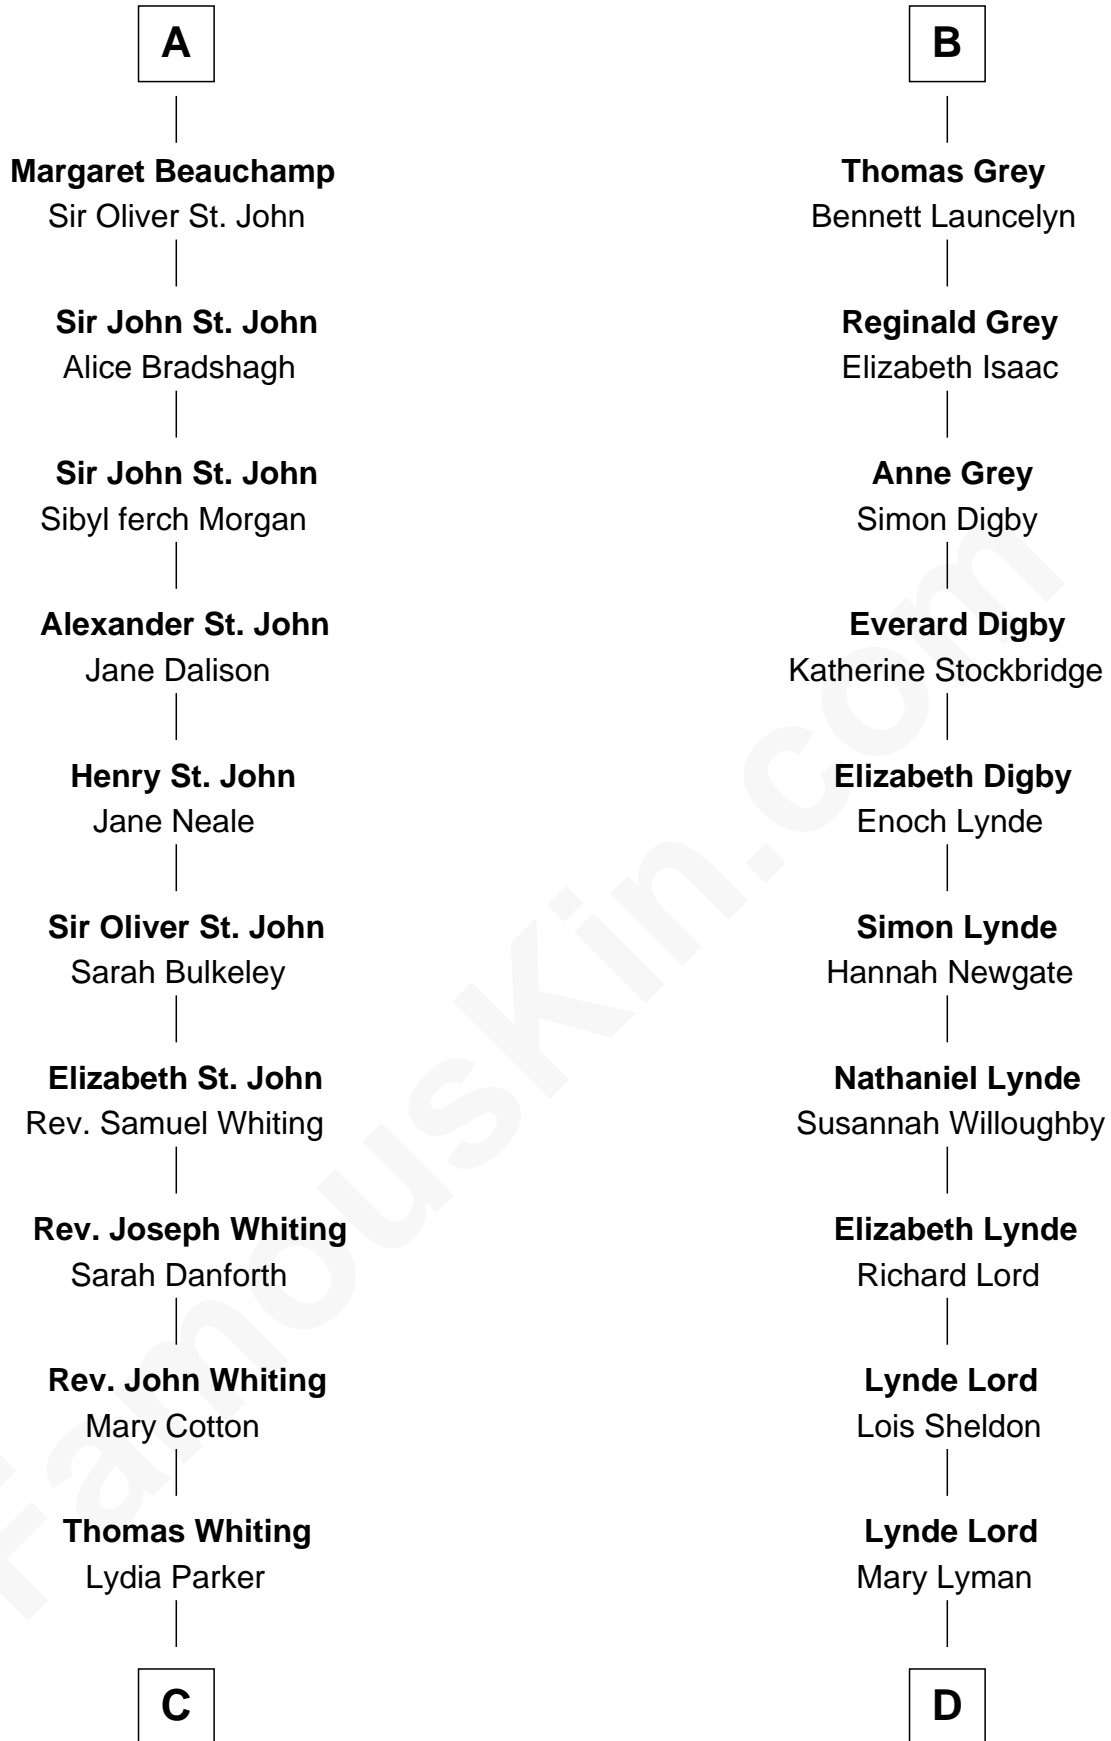 A
Margaret Beauchamp
Sir Oliver St. John
Sir John St. John
Alice Bradshagh
Sir John St. John
Sibyl ferch Morgan
Alexander St. John
Jane Dalison
Henry St. John
Jane Neale
Sir Oliver St. John
Sarah Bulkeley
Elizabeth St. John
Rev. Samuel Whiting
Rev. Joseph Whiting
Sarah Danforth
Rev. John Whiting
Mary Cotton
Thomas Whiting
Lydia Parker
C
B
Thomas Grey
Bennett Launcelyn
Reginald Grey
Elizabeth Isaac
Anne Grey
Simon Digby
Everard Digby
Katherine Stockbridge
Elizabeth Digby
Enoch Lynde
Simon Lynde
Hannah Newgate
Nathaniel Lynde
Susannah Willoughby
Elizabeth Lynde
Richard Lord
Lynde Lord
Lois Sheldon
Lynde Lord
Mary Lyman
D
FamousKin.com